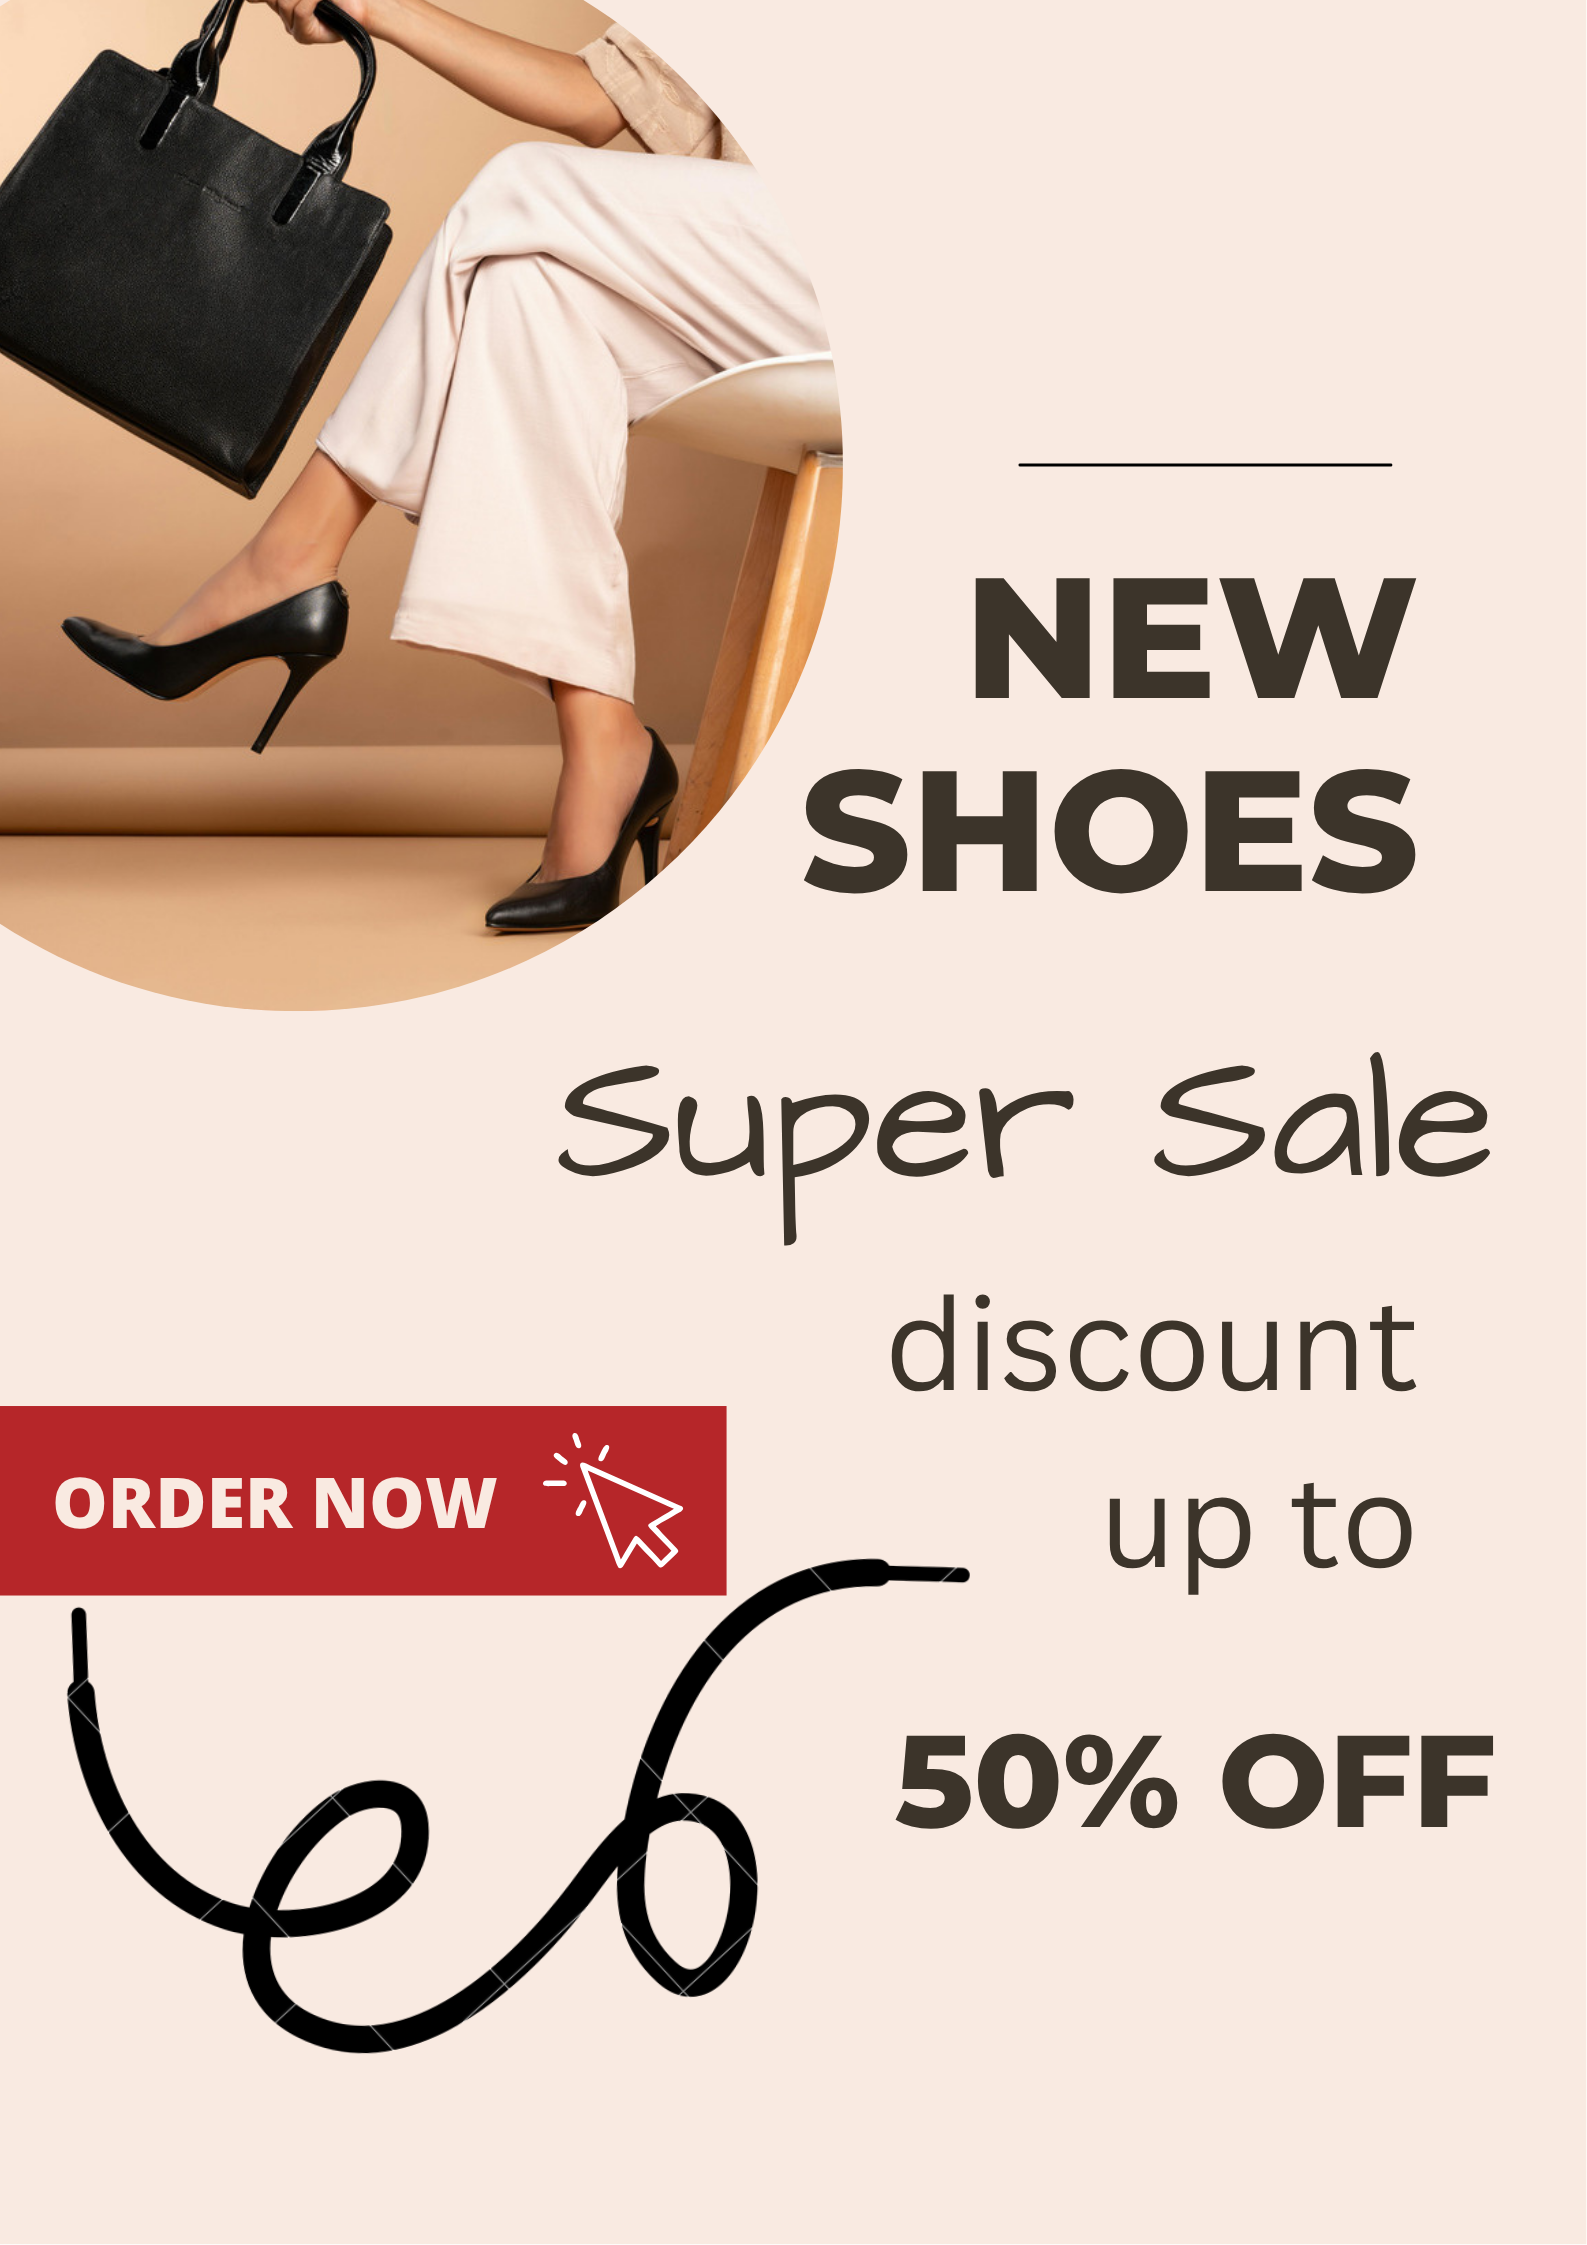 NEW
SHOES
Super Sale
discount
up to
ORDER NOW
50% OFF